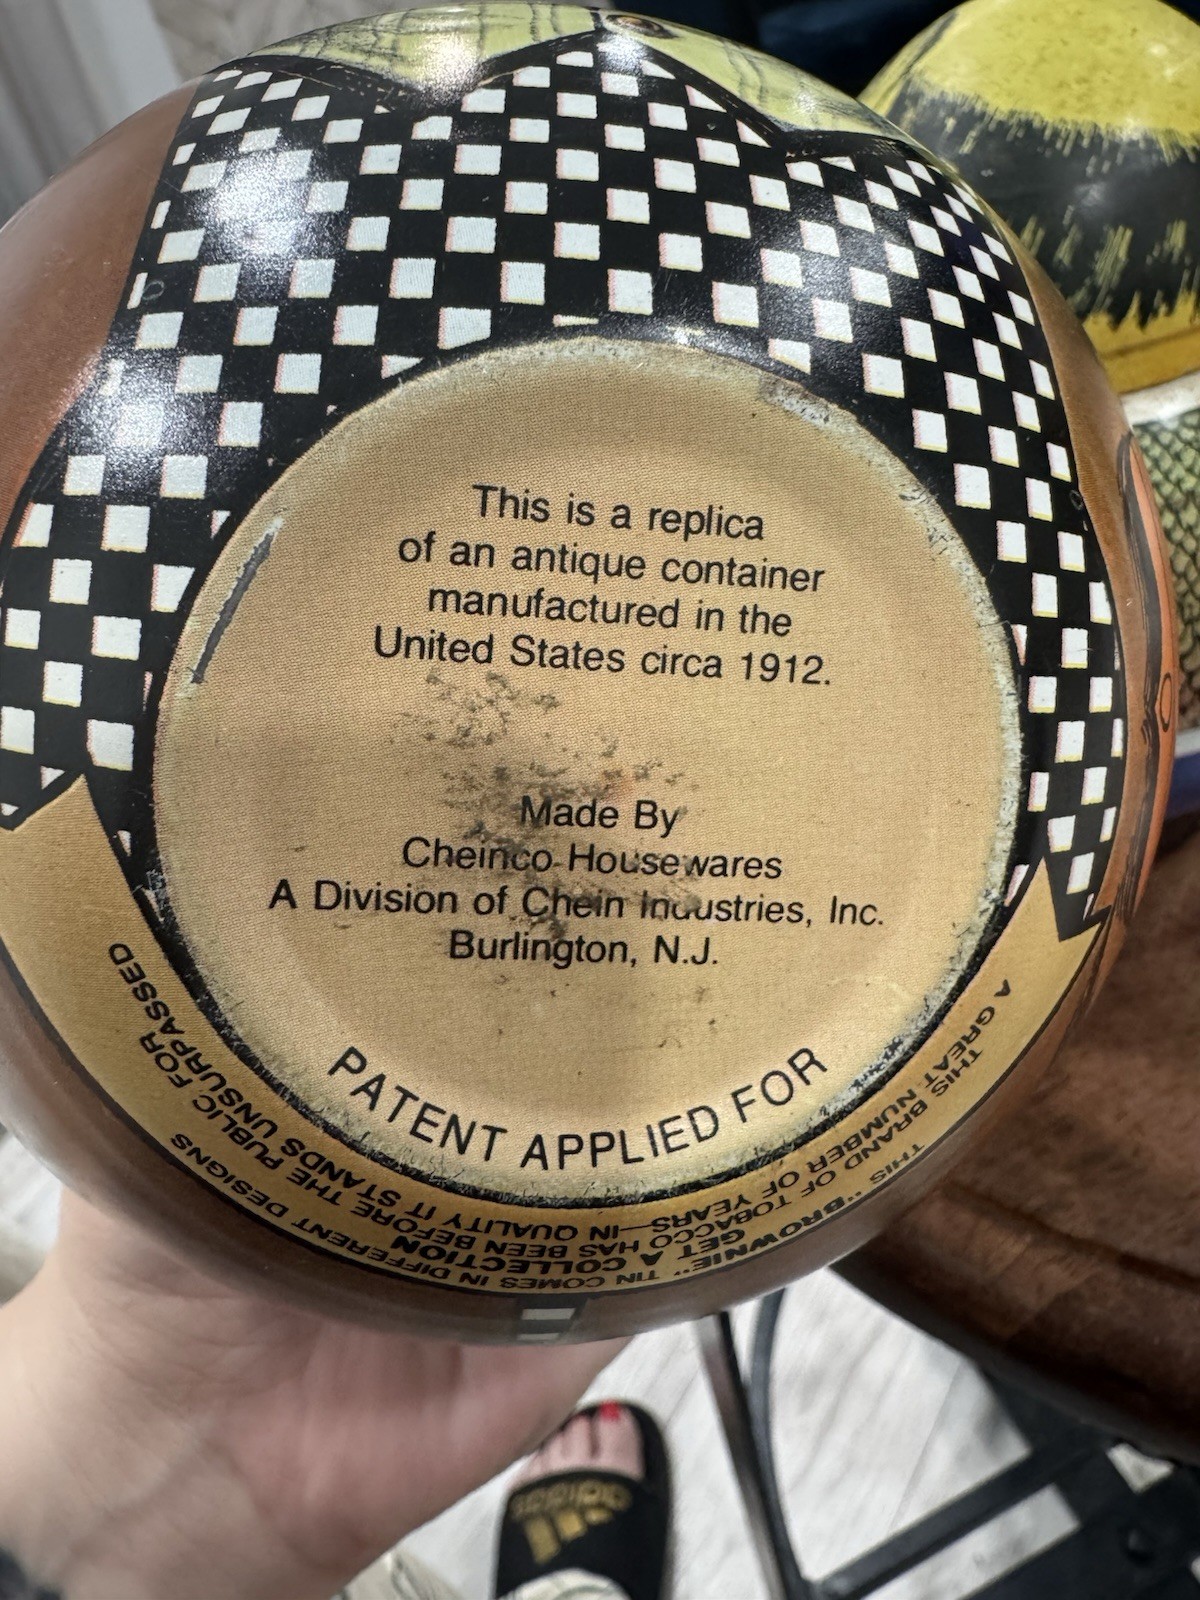 This is a replica
of an antique container
manufactured in the
United States circa 1912.
Made By
Cheinco Housewares
A Division of Chein Industries, Inc.
Burlington, N.J.
PATENT APPLIED FOR
THIS "BROWNIE" TIN COMES IN DIFFERENT DESIGNS
GET A COLLECTION
THIS BRAND OF TOBACCO HAS BEEN BEFORE THE PUBLIC FOR
A GREAT NUMBER OF YEARS—IN QUALITY IT STANDS UNSURPASSED
adidas